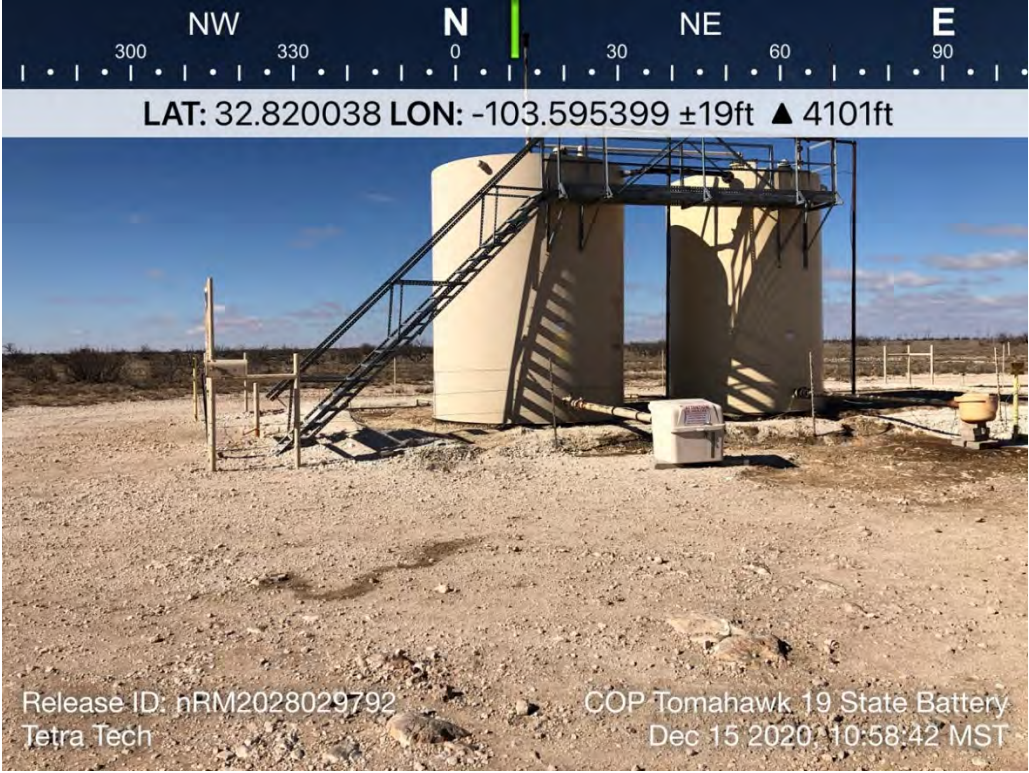 NW N NE E
300 330 0 30 60 90
LAT: 32.820038 LON: -103.595399 ±19ft ▲ 4101ft
Release ID: nRM2028029792
Tetra Tech
COP Tomahawk 19 State Battery
Dec 15 2020, 10:58:42 MST